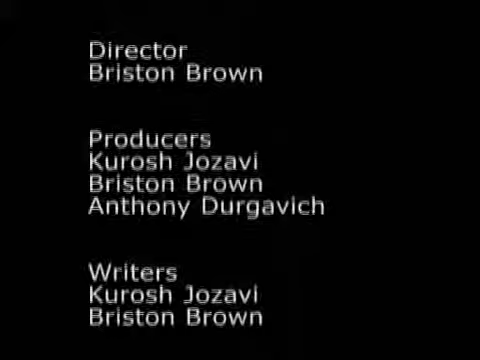 Director
Briston Brown
Producers
Kurosh Jozavi
Briston Brown
Anthony Durgavich
Writers
Kurosh Jozavi
Briston Brown